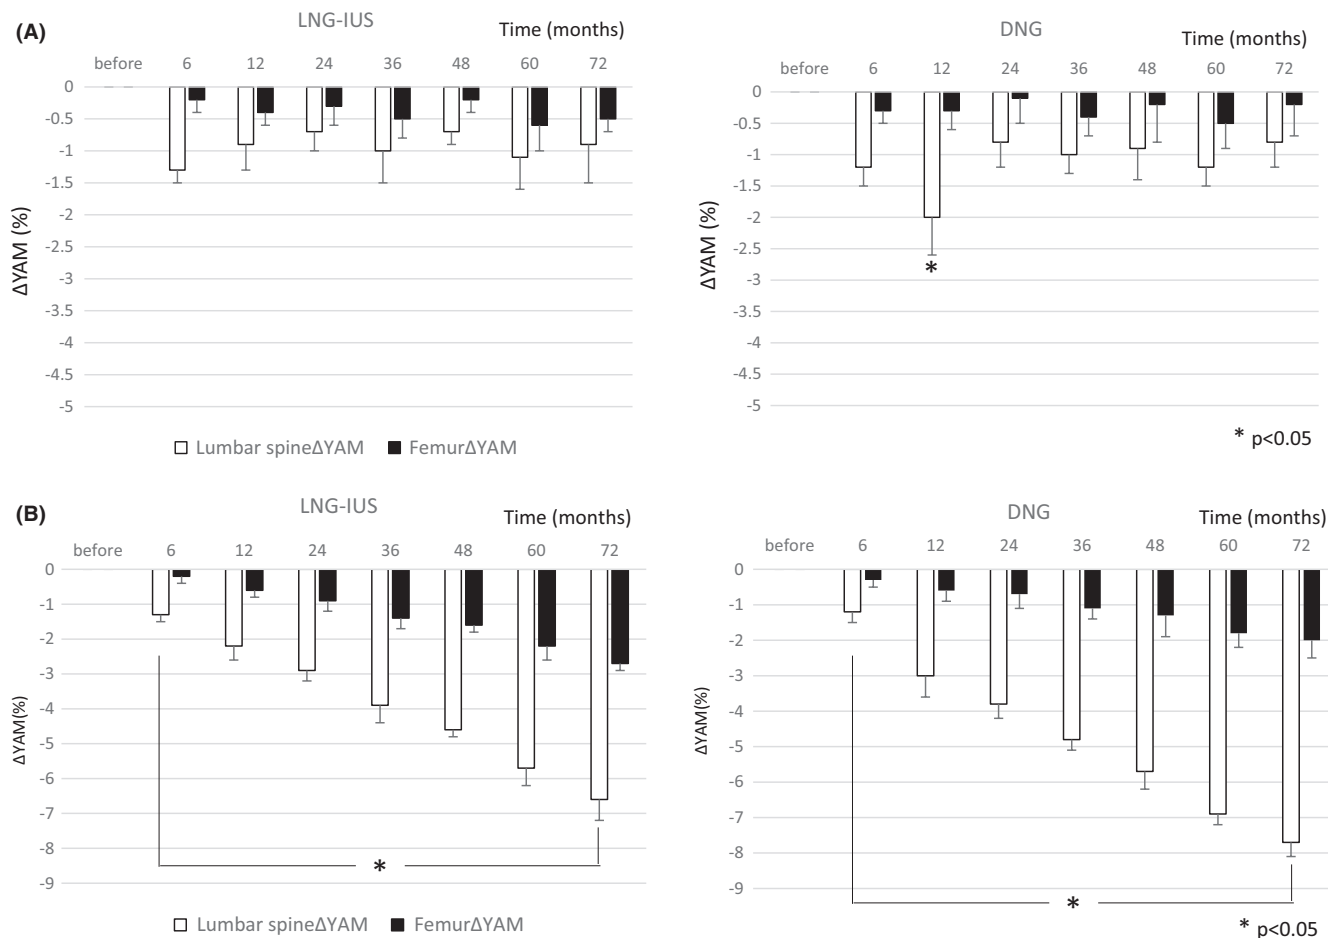 (A)
LNG-IUS
Time (months)
before 6 12 24 36 48 60 72
0
-0.5
-1
-1.5
-2
-2.5
-3
-3.5
-4
-4.5
-5
ΔYAM (%)
Lumbar spineΔYAM FemurΔYAM
DNG
Time (months)
before 6 12 24 36 48 60 72
0
-0.5
-1
-1.5
-2
-2.5
-3
-3.5
-4
-4.5
-5
ΔYAM (%)
*
* p<0.05
(B)
LNG-IUS
Time (months)
before 6 12 24 36 48 60 72
0
-1
-2
-3
-4
-5
-6
-7
-8
-9
ΔYAM(%)
*
Lumbar spineΔYAM FemurΔYAM
DNG
Time (months)
before 6 12 24 36 48 60 72
0
-1
-2
-3
-4
-5
-6
-7
-8
-9
ΔYAM(%)
*
* p<0.05